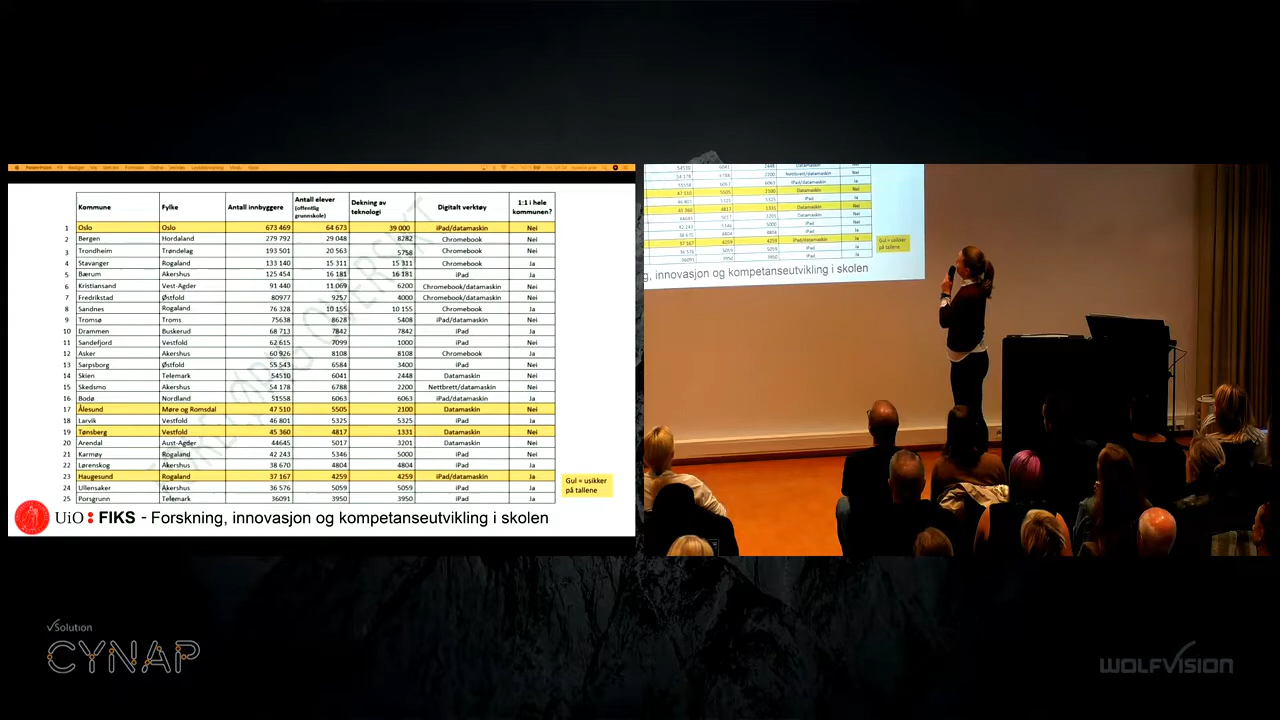 Kommune Fylke Antall innbyggere Antall elever (offentlig grunnskole) Dekning av teknologi Digitalt verktøy 1:1 i hele kommunen?
1 Oslo Oslo 673 469 64 673 39 000 iPad/datamaskin Nei
2 Bergen Hordaland 279 792 29 048 8282 Chromebook Nei
3 Trondheim Trøndelag 193 501 20 563 5758 Chromebook Nei
4 Stavanger Rogaland 133 140 15 311 15 311 Chromebook Ja
5 Bærum Akershus 125 454 16 181 16 181 iPad Ja
6 Kristiansand Vest-Agder 91 440 11 069 6200 Chromebook/datamaskin Nei
7 Fredrikstad Østfold 80977 9257 4000 Chromebook/datamaskin Nei
8 Sandnes Rogaland 76 328 10 155 10 155 Chromebook Ja
9 Tromsø Troms 75638 8628 5408 iPad/datamaskin Nei
10 Drammen Buskerud 68 713 7842 7842 iPad Ja
11 Sandefjord Vestfold 62 615 7099 1000 iPad Nei
12 Asker Akershus 60 926 8108 8108 Chromebook Ja
13 Sarpsborg Østfold 55 543 6584 3400 iPad Nei
14 Skien Telemark 54510 6041 2448 Datamaskin Nei
15 Skedsmo Akershus 54 178 6788 2200 Nettbrett/datamaskin Nei
16 Bodø Nordland 51558 6063 6063 iPad/datamaskin Ja
17 Ålesund Møre og Romsdal 47 510 5505 2100 Datamaskin Nei
18 Larvik Vestfold 46 801 5325 5325 iPad Ja
19 Tønsberg Vestfold 45 360 4817 1331 Datamaskin Nei
20 Arendal Aust-Agder 44645 5017 3201 Datamaskin Nei
21 Karmøy Rogaland 42 243 5346 5000 iPad Nei
22 Lørenskog Akershus 38 670 4804 4804 iPad Ja
23 Haugesund Rogaland 37 167 4259 4259 iPad/datamaskin Ja
24 Ullensaker Akershus 36 576 5059 5059 iPad Ja
25 Porsgrunn Telemark 36091 3950 3950 iPad Ja
Gul = usikker
på tallene
UiO FIKS - Forskning, innovasjon og kompetanseutvikling i skolen
Gul = usikker
på tallene
g, innovasjon og kompetanseutvikling i skolen
vSolution
CYNAP
WOLFVISION